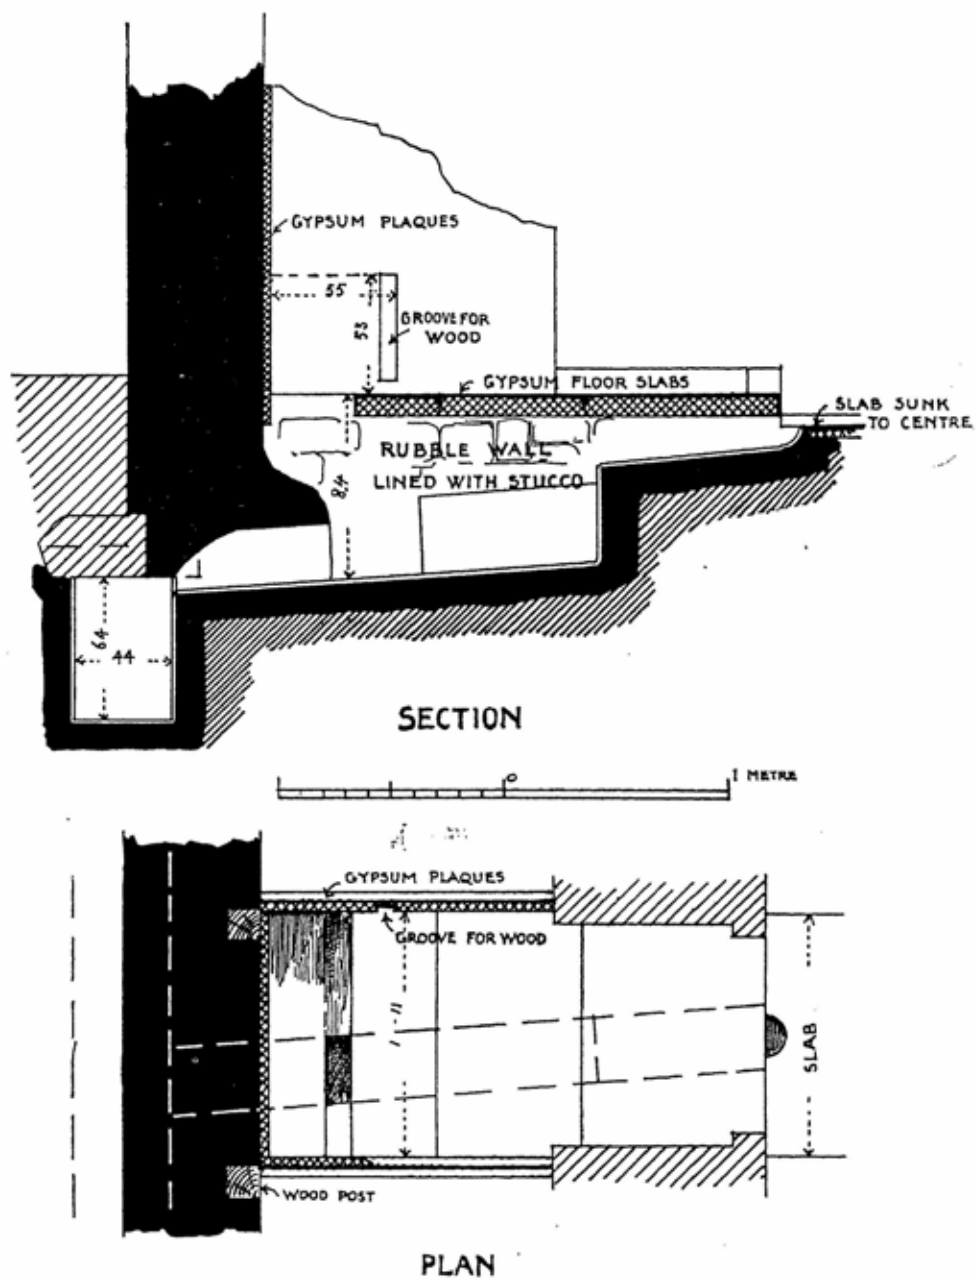 GYPSUM PLAQUES
55
53
GROOVE FOR
WOOD
GYPSUM FLOOR SLABS
SLAB SUNK
TO CENTRE
RUBBLE WALL
LINED WITH STUCCO
84
64
44
SECTION
0
1 METRE
GYPSUM PLAQUES
GROOVE FOR WOOD
1-11
SLAB
WOOD POST
PLAN